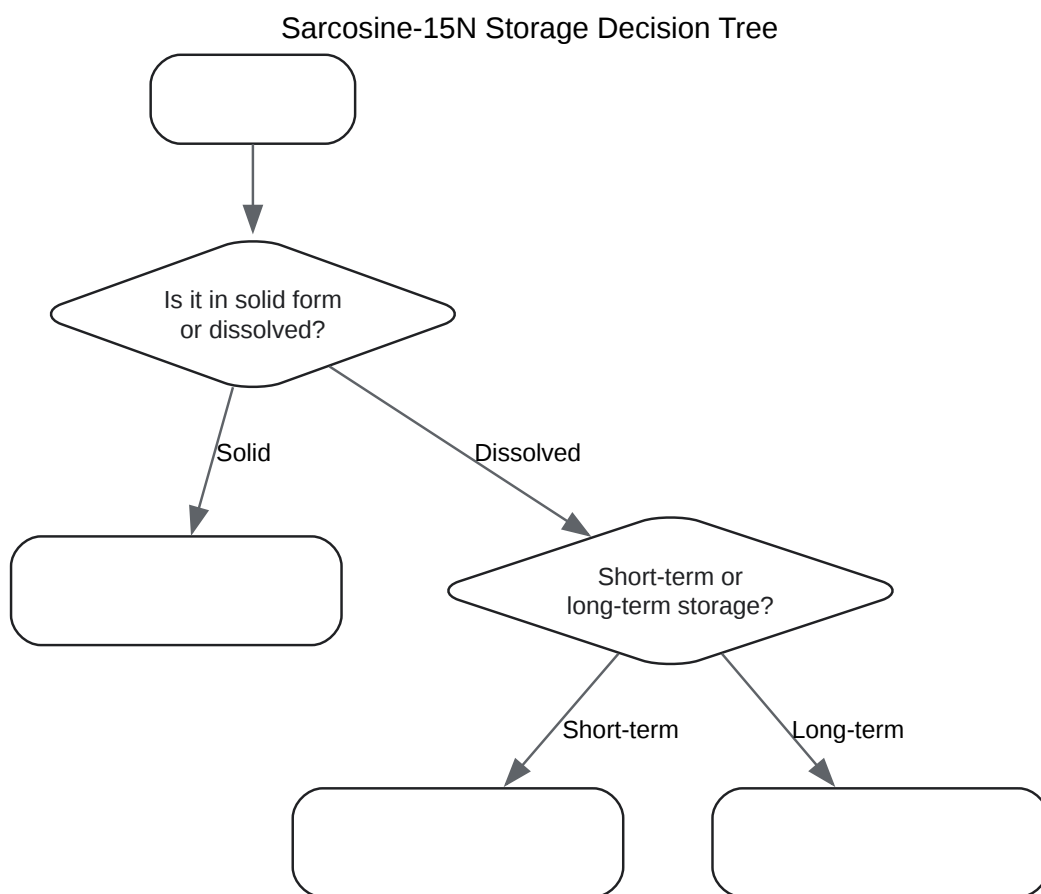 Sarcosine-15N Storage Decision Tree
Is it in solid form
or dissolved?
Solid
Dissolved
Short-term or
long-term storage?
Short-term
Long-term